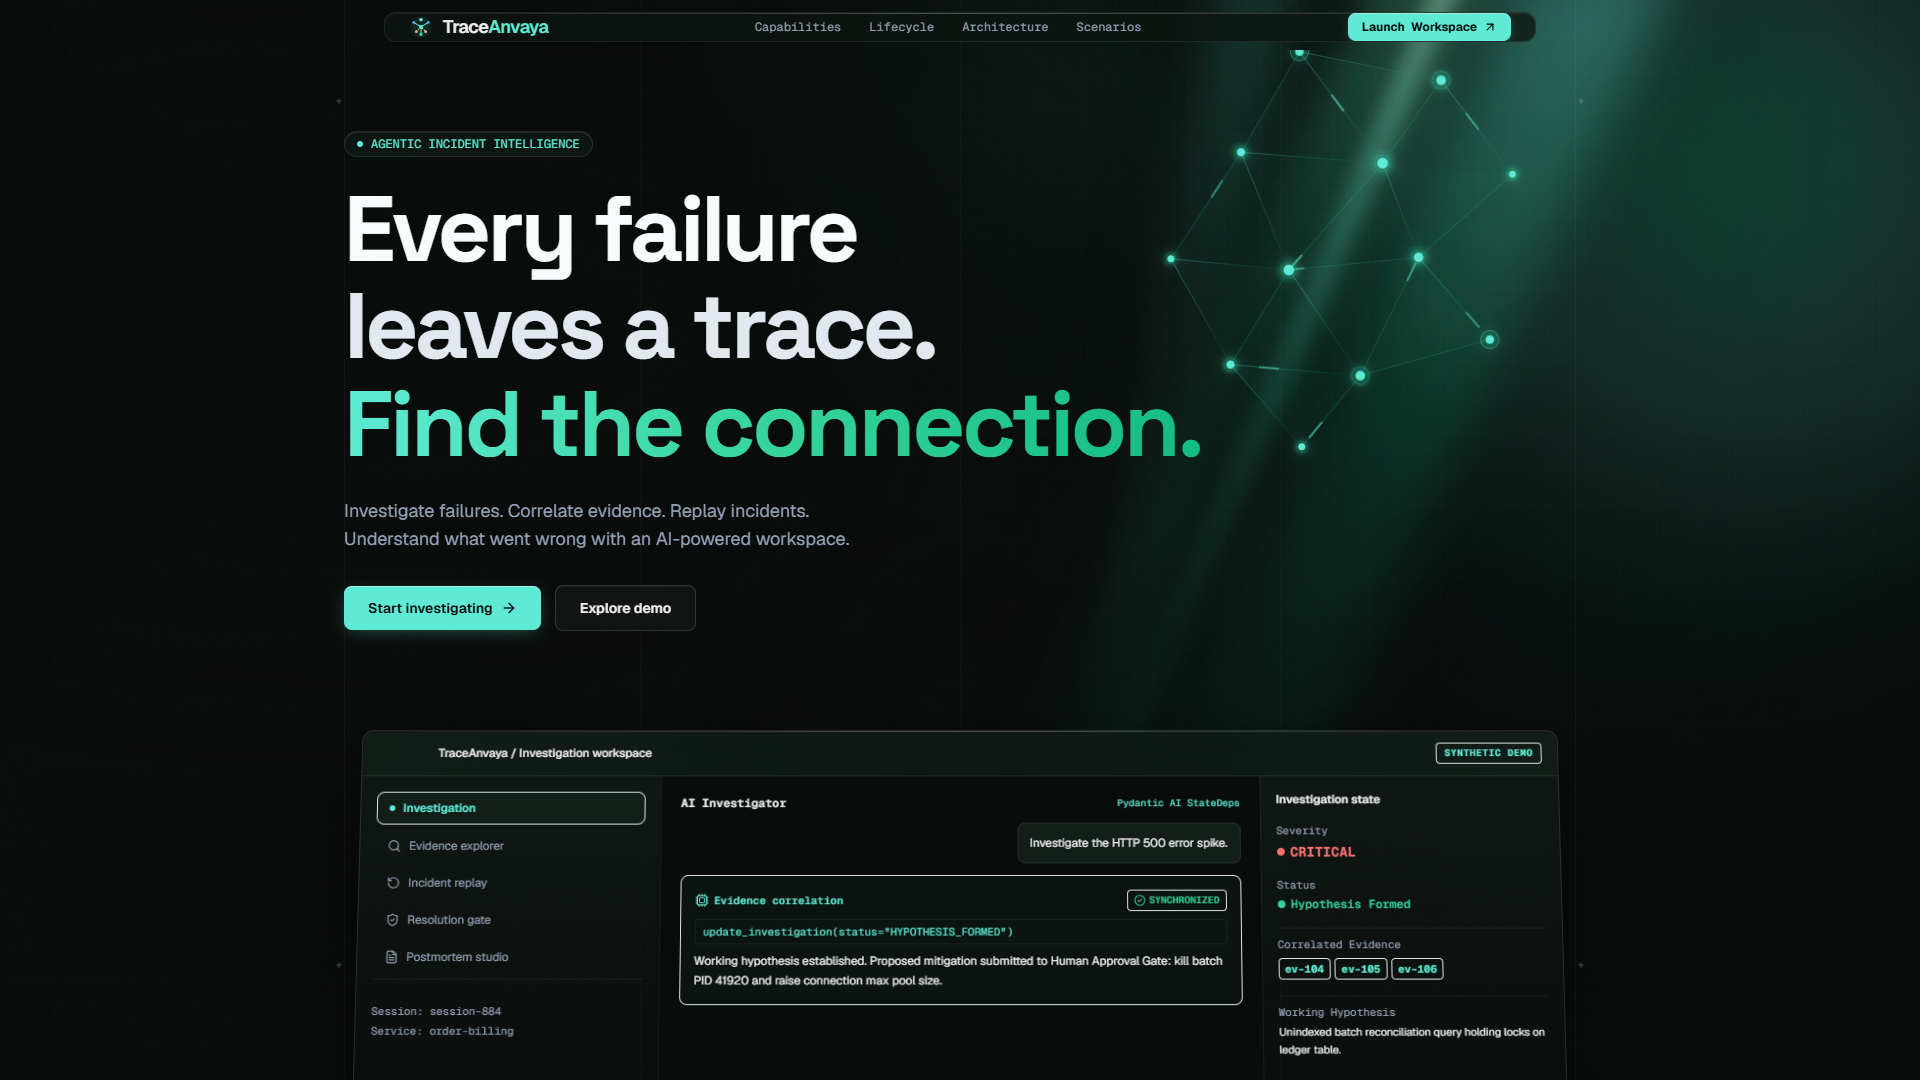 TraceAnvaya
Capabilities
Lifecycle
Architecture
Scenarios
Launch Workspace
AGENTIC INCIDENT INTELLIGENCE
Every failure
leaves a trace.
Find the connection.
Investigate failures. Correlate evidence. Replay incidents.
Understand what went wrong with an AI-powered workspace.
Start investigating
Explore demo
TraceAnvaya / Investigation workspace
SYNTHETIC DEMO
Investigation
Evidence explorer
Incident replay
Resolution gate
Postmortem studio
Session: session-884
Service: order-billing
AI Investigator
Pydantic AI StateDeps
Investigate the HTTP 500 error spike.
Evidence correlation
SYNCHRONIZED
update_investigation(status="HYPOTHESIS_FORMED")
Working hypothesis established. Proposed mitigation submitted to Human Approval Gate: kill batch
PID 41920 and raise connection max pool size.
Investigation state
Severity
CRITICAL
Status
Hypothesis Formed
Correlated Evidence
ev-104 ev-105 ev-106
Working Hypothesis
Unindexed batch reconciliation query holding locks on
ledger table.